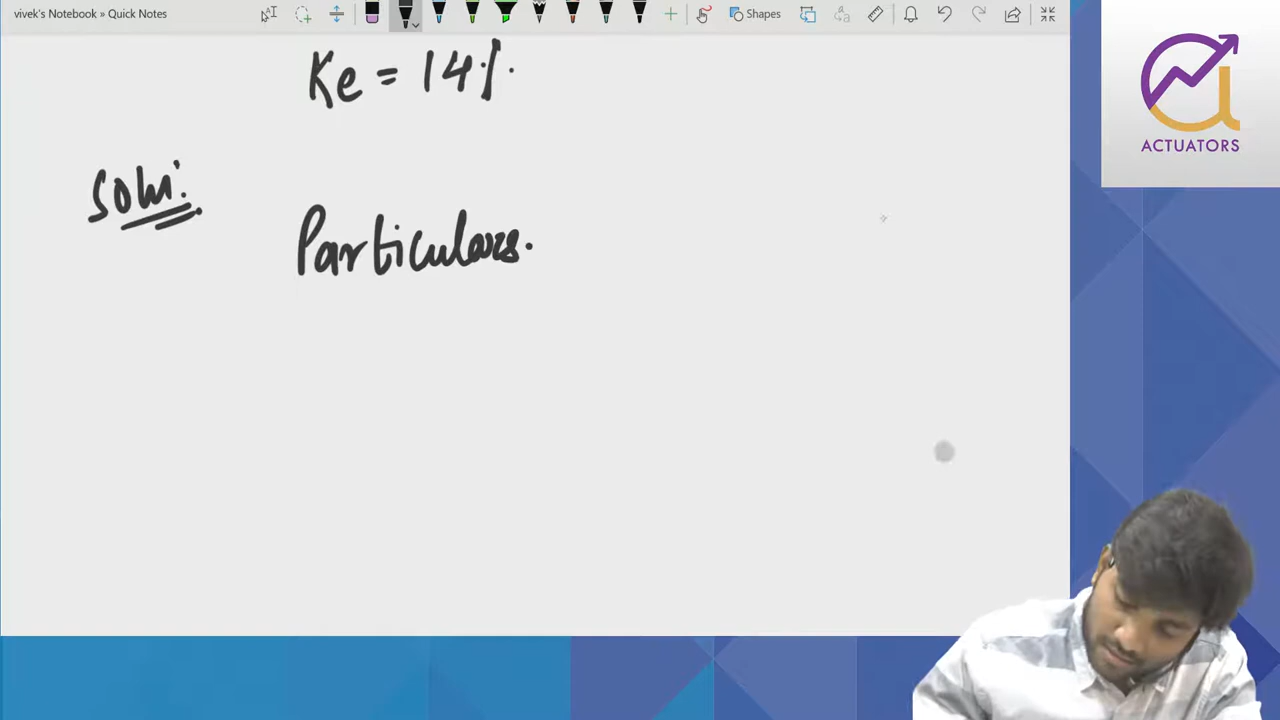 vivek's Notebook » Quick Notes
Shapes
Ke = 14%.
Soln:
Particulars.
ACTUATORS